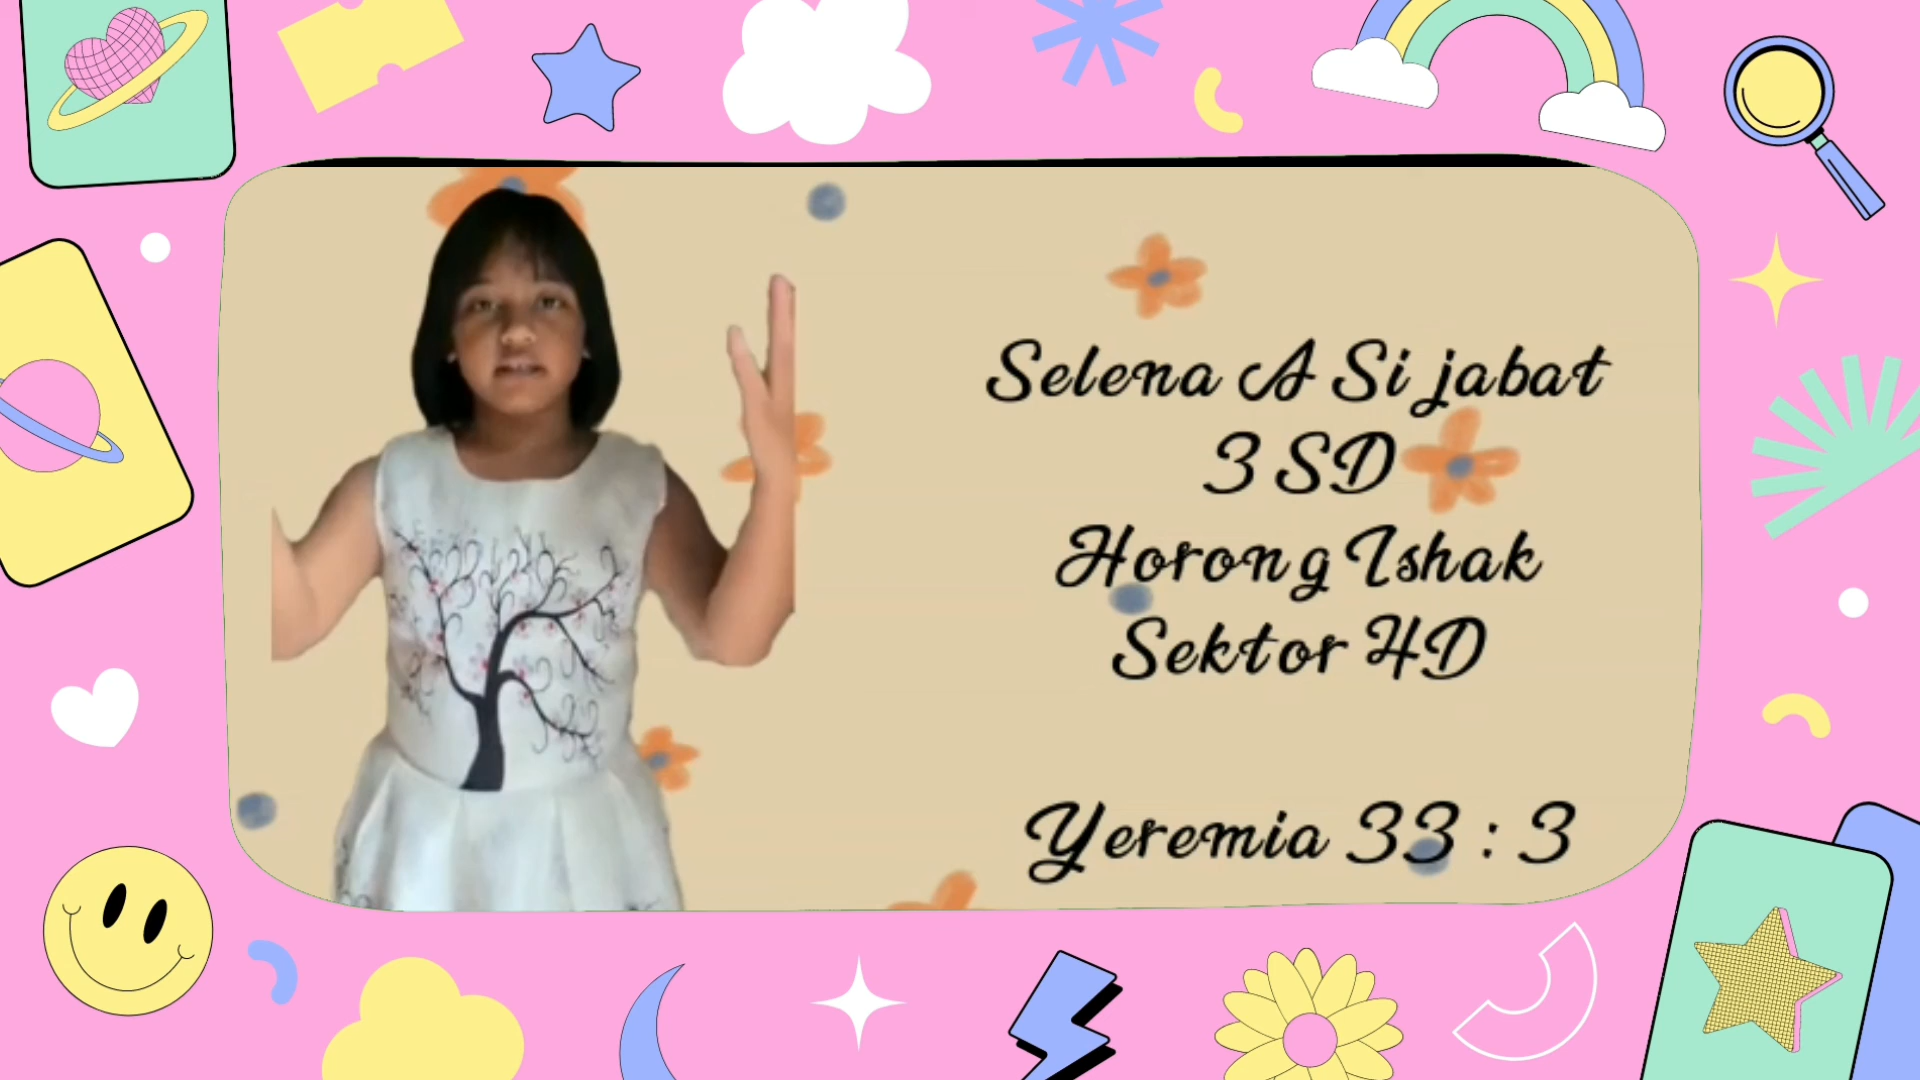 Selena A Sijabat
3 SD
Horong Ishak
Sektor 4D
Yeremia 33 : 3